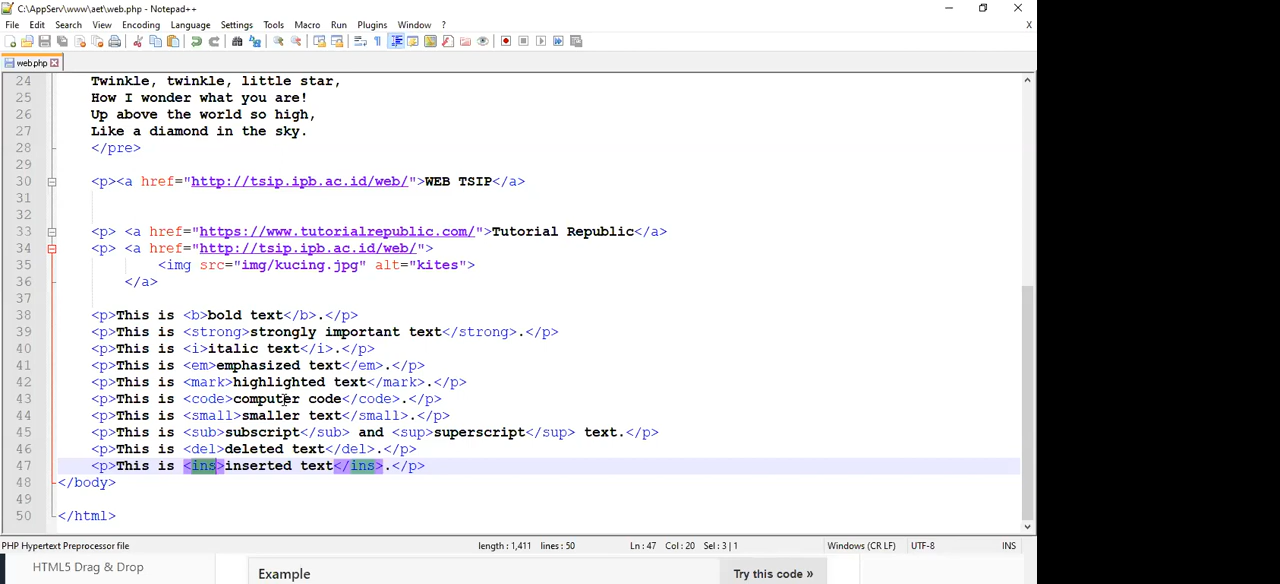 C:\AppServ\www\aet\web.php - Notepad++
File Edit Search View Encoding Language Settings Tools Macro Run Plugins Window ? X
web.php
24 Twinkle, twinkle, little star,
25 How I wonder what you are!
26 Up above the world so high,
27 Like a diamond in the sky.
28 </pre>
29
30 <p><a href="http://tsip.ipb.ac.id/web/">WEB TSIP</a>
31
32
33 <p> <a href="https://www.tutorialrepublic.com/">Tutorial Republic</a>
34 <p> <a href="http://tsip.ipb.ac.id/web/">
35 <img src="img/kucing.jpg" alt="kites">
36 </a>
37
38 <p>This is <b>bold text</b>.</p>
39 <p>This is <strong>strongly important text</strong>.</p>
40 <p>This is <i>italic text</i>.</p>
41 <p>This is <em>emphasized text</em>.</p>
42 <p>This is <mark>highlighted text</mark>.</p>
43 <p>This is <code>computer code</code>.</p>
44 <p>This is <small>smaller text</small>.</p>
45 <p>This is <sub>subscript</sub> and <sup>superscript</sup> text.</p>
46 <p>This is <del>deleted text</del>.</p>
47 <p>This is <ins>inserted text</ins>.</p>
48 </body>
49
50 </html>
PHP Hypertext Preprocessor file length : 1,411 lines : 50 Ln : 47 Col : 20 Sel : 3 | 1 Windows (CR LF) UTF-8 INS
HTML5 Drag & Drop
Example Try this code »